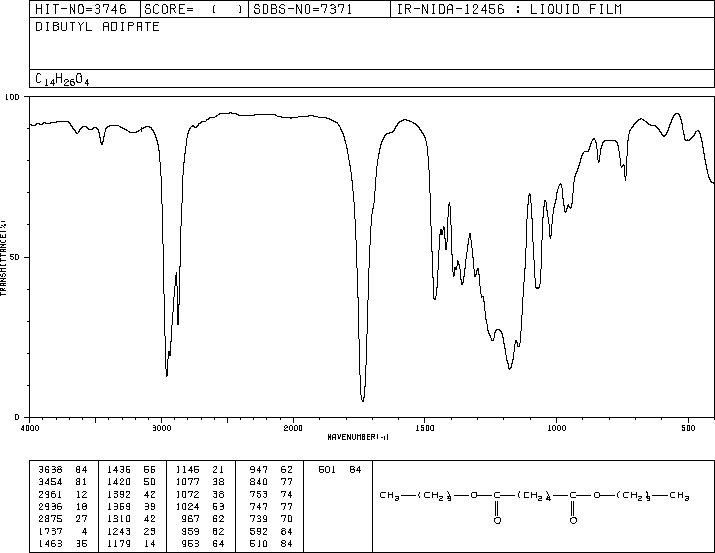 HIT-NO=3746 SCORE= ( ) SDBS-NO=7371 IR-NIDA-12456 : LIQUID FILM
DIBUTYL ADIPATE
C14H26O4
100
50
0
TRANSMITTANCE(%)
4000 3000 2000 1500 1000 500
WAVENUMBER(-1)
3638 84 1436 55 1146 21 947 62 501 84
3454 81 1420 50 1077 38 840 77
2961 12 1392 42 1072 38 753 74
2936 18 1369 39 1024 53 747 77
2875 27 1310 42 967 62 739 70
1737 4 1243 23 959 62 592 84
1463 35 1179 14 953 64 510 84
CH3—(CH2)3—O—C—(CH2)4—C—O—(CH2)3—CH3
O O